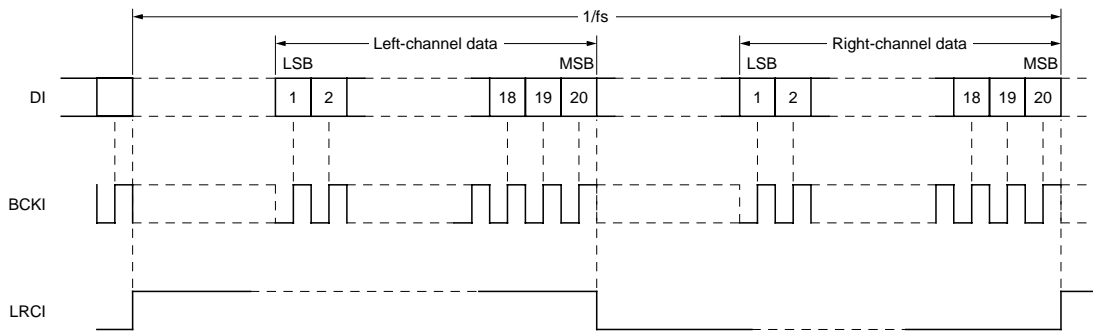 1/fs
Left-channel data
Right-channel data
LSB
MSB
LSB
MSB
DI
1
2
18
19
20
1
2
18
19
20
BCKI
LRCI